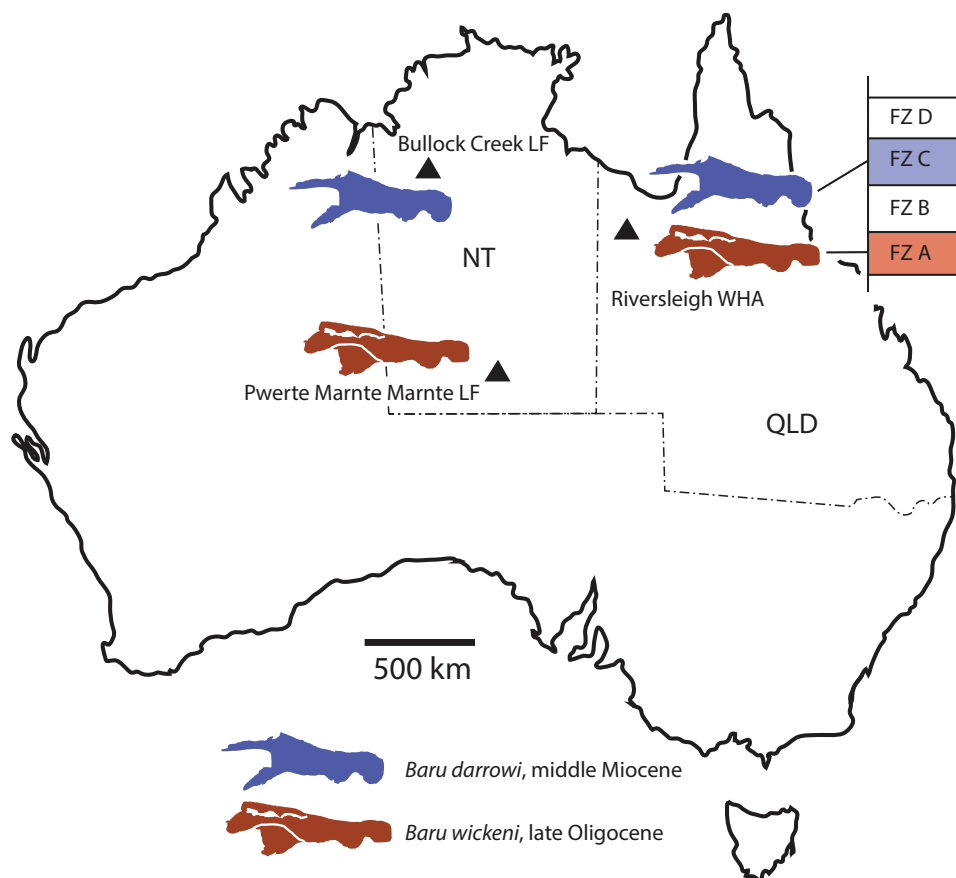 Bullock Creek LF
NT
Pwerte Marnte Marnte LF
Riversleigh WHA
FZ D
FZ C
FZ B
FZ A
QLD
500 km
Baru darrowi, middle Miocene
Baru wickeni, late Oligocene